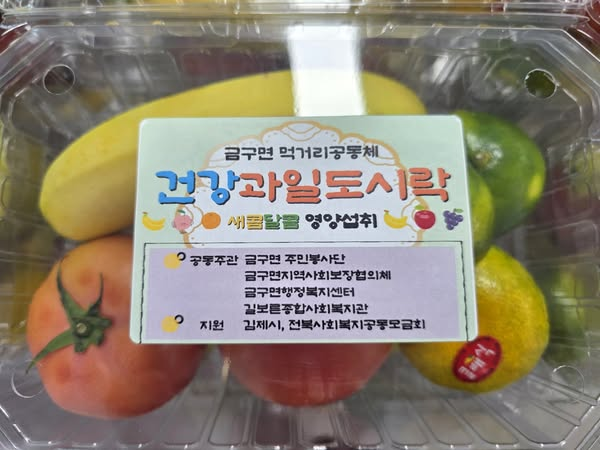 금구면 먹거리공동체
건강과일도시락
새콤달콤 영양섭취
공동주관 금구면 주민봉사단
금구면지역사회보장협의체
금구면행정복지센터
길보른종합사회복지관
지원 김제시, 전북사회복지공동모금회